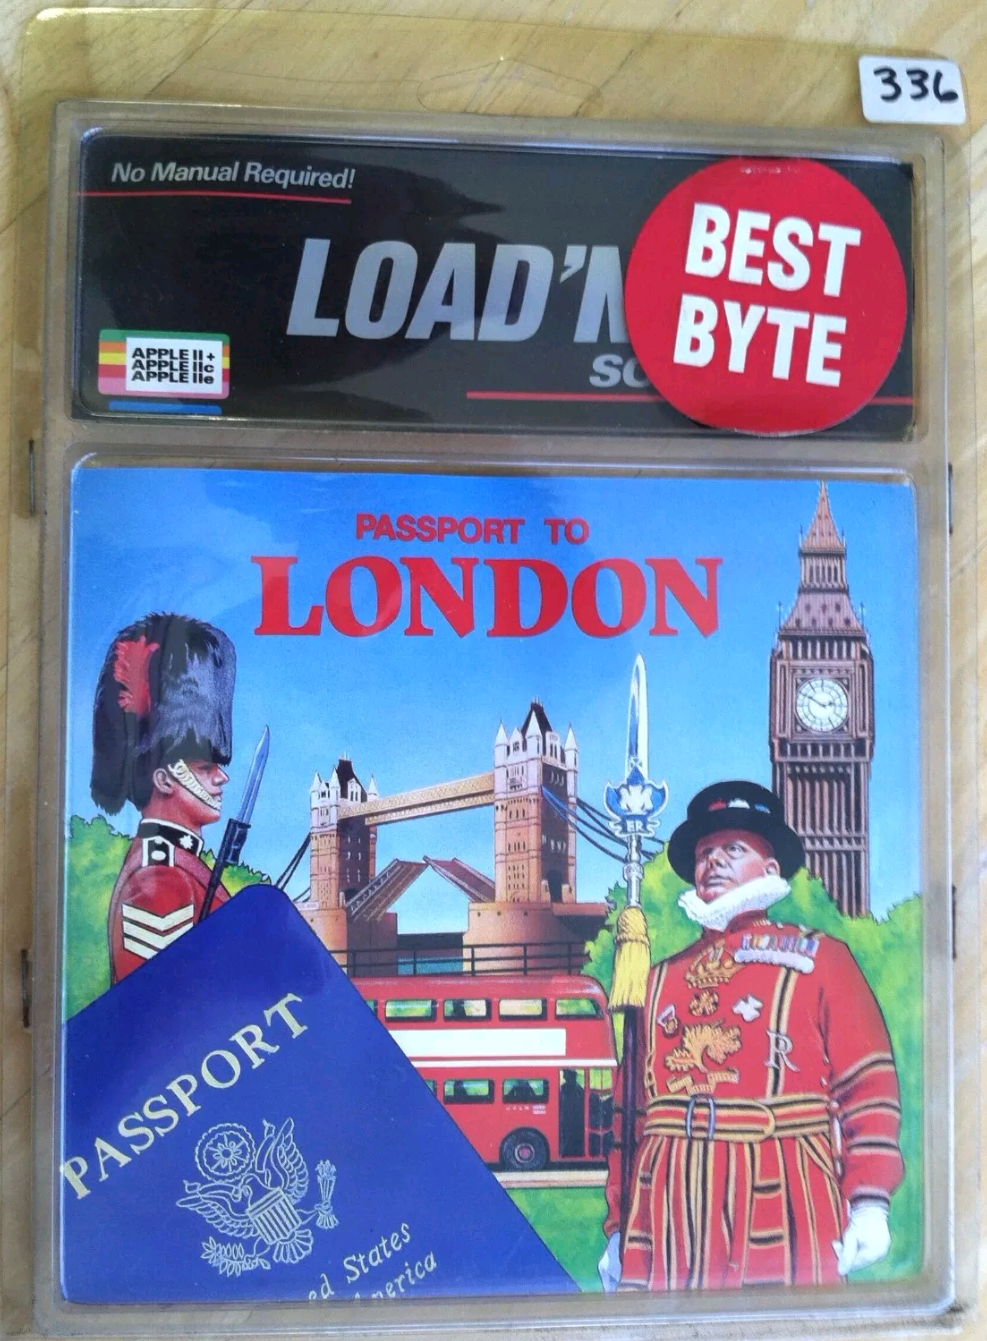 336
No Manual Required!
LOAD'N
SO
BEST
BYTE
APPLE II+
APPLE IIc
APPLE IIe
PASSPORT TO
LONDON
ER
R
PASSPORT
ed States
merica